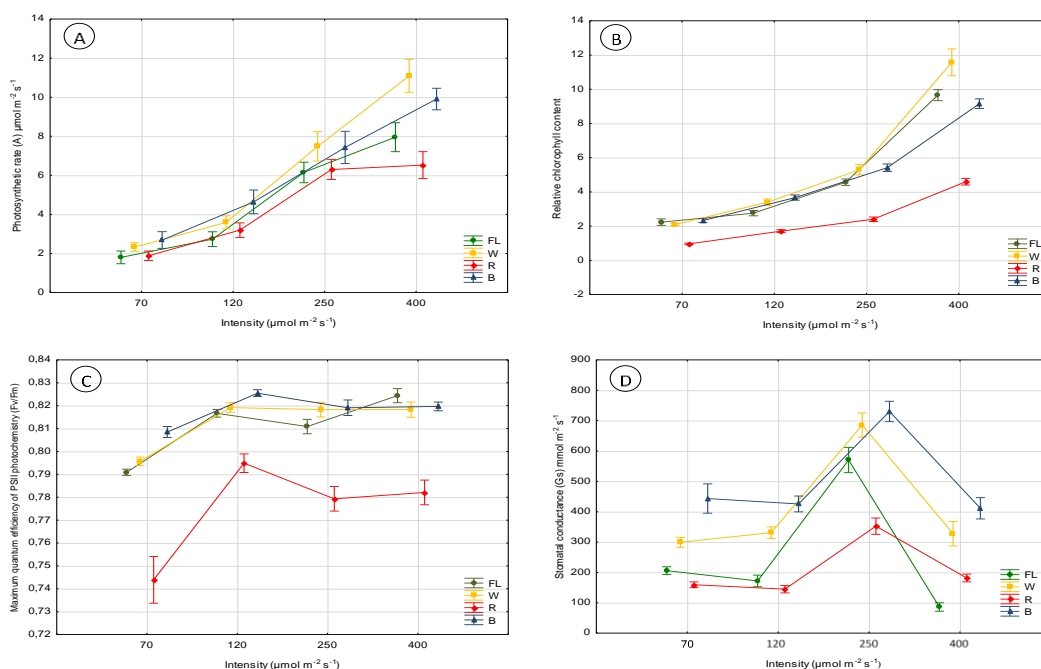 A
Photosynthetic rate (A) µmol m⁻² s⁻¹
14
12
10
8
6
4
2
0
70 120 250 400
Intensity (µmol m⁻² s⁻¹)
FL
W
R
B
B
Relative chlorophyll content
14
12
10
8
6
4
2
0
−2
70 120 250 400
Intensity (µmol m⁻² s⁻¹)
FL
W
R
B
C
Maximum quantum efficiency of PSII photochemistry (Fv/Fm)
0,84
0,83
0,82
0,81
0,80
0,79
0,78
0,77
0,76
0,75
0,74
0,73
0,72
70 120 250 400
Intensity (µmol m⁻² s⁻¹)
FL
W
R
B
D
Stomatal conductance (Gs) mmol m⁻² s⁻¹
900
800
700
600
500
400
300
200
100
0
70 120 250 400
Intensity (µmol m⁻² s⁻¹)
FL
W
R
B